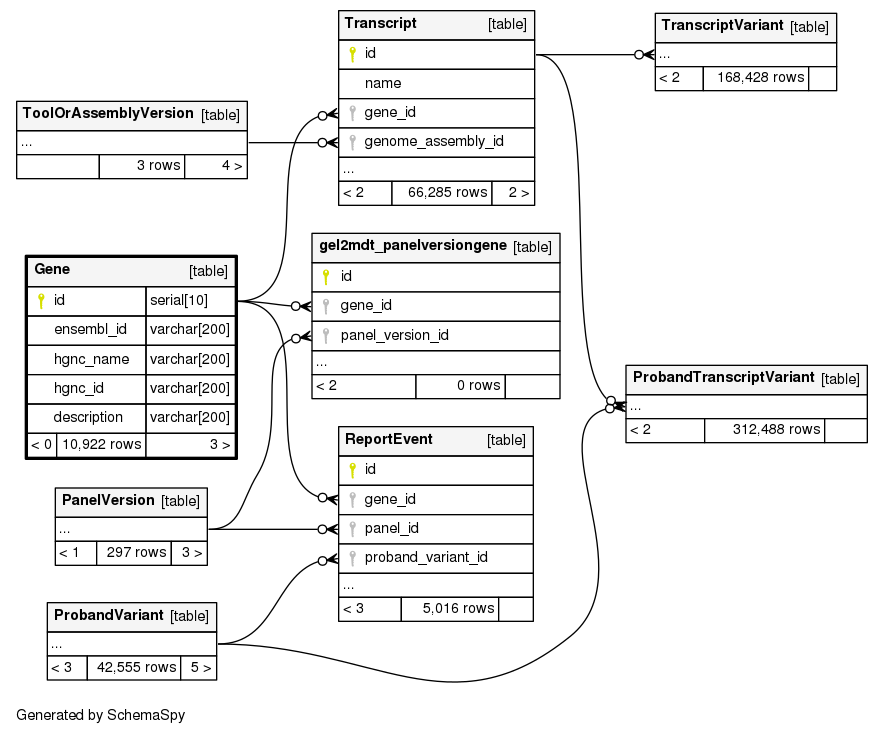 Transcript [table]
id
name
gene_id
genome_assembly_id
...
< 2 66,285 rows 2 >
TranscriptVariant [table]
...
< 2 168,428 rows
ToolOrAssemblyVersion [table]
...
3 rows 4 >
Gene [table]
id serial[10]
ensembl_id varchar[200]
hgnc_name varchar[200]
hgnc_id varchar[200]
description varchar[200]
< 0 10,922 rows 3 >
gel2mdt_panelversiongene [table]
id
gene_id
panel_version_id
...
< 2 0 rows
ProbandTranscriptVariant [table]
...
< 2 312,488 rows
ReportEvent [table]
id
gene_id
panel_id
proband_variant_id
...
< 3 5,016 rows
PanelVersion [table]
...
< 1 297 rows 3 >
ProbandVariant [table]
...
< 3 42,555 rows 5 >
Generated by SchemaSpy